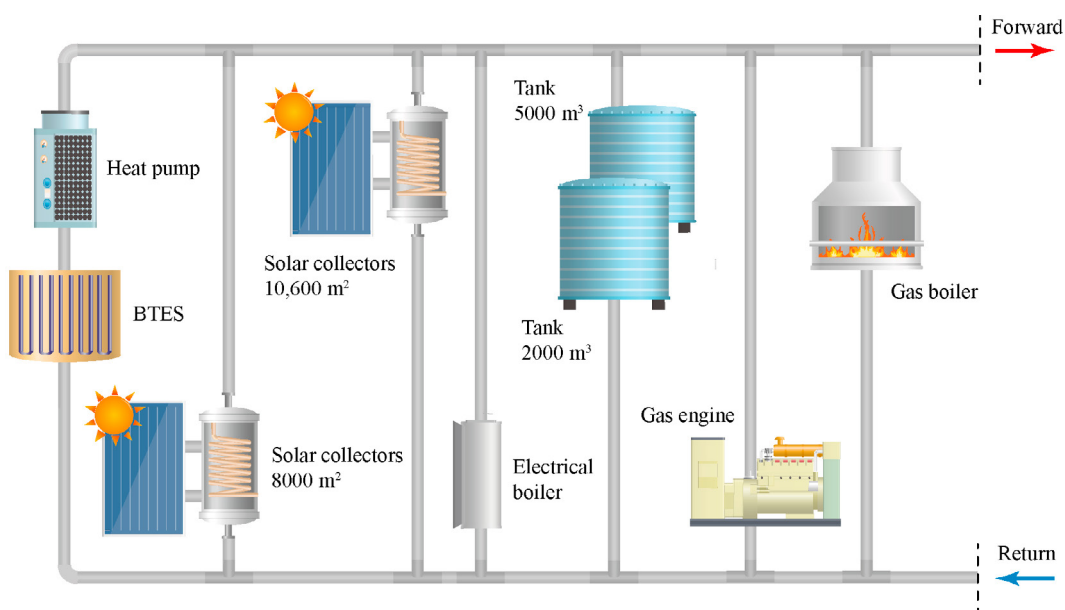 Forward
Tank
5000 m³
Heat pump
Solar collectors
10,600 m²
Gas boiler
BTES
Tank
2000 m³
Gas engine
Solar collectors
8000 m²
Electrical
boiler
Return